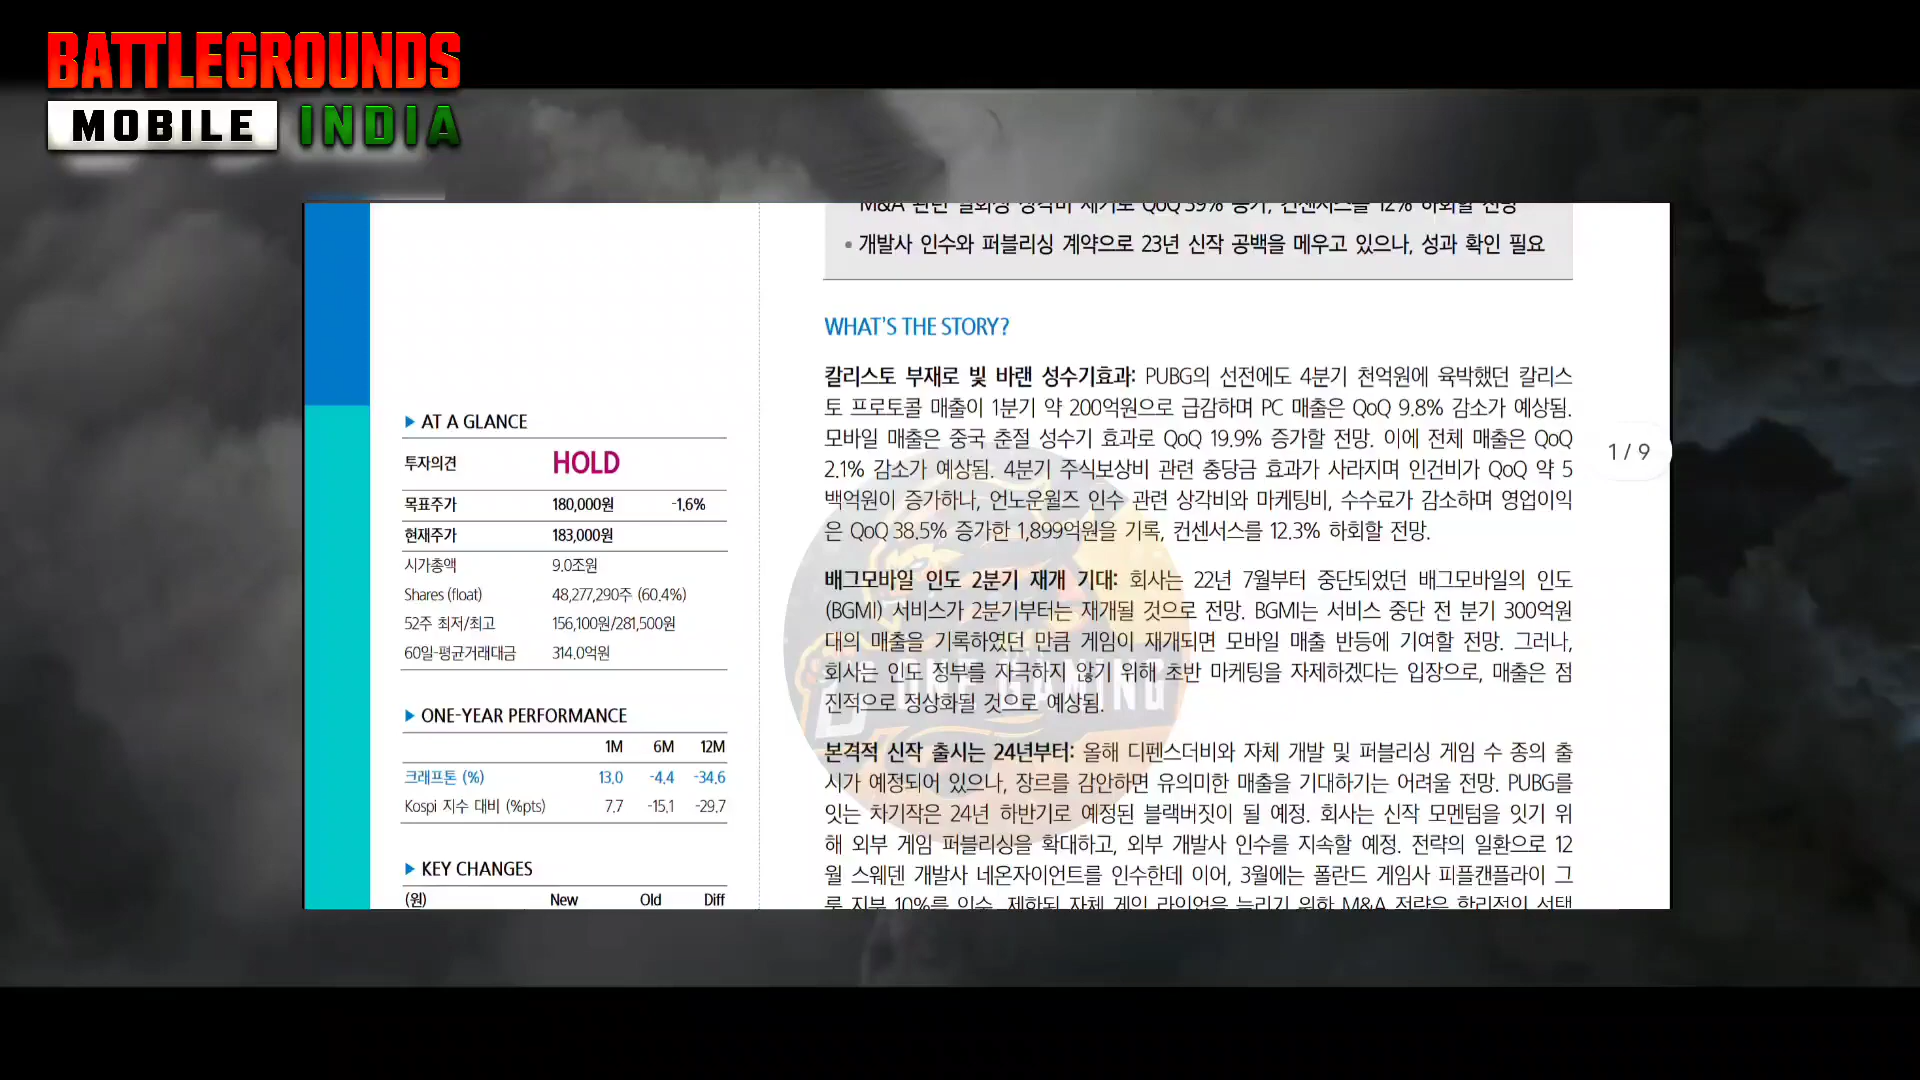 BATTLEGROUNDS
MOBILE INDIA
개발사 인수와 퍼블리싱 계약으로 23년 신작 공백을 메우고 있으나, 성과 확인 필요
AT A GLANCE
투자의견 HOLD
목표주가 180,000원 -1.6%
현재주가 183,000원
시가총액 9.0조원
Shares (float) 48,277,290주 (60.4%)
52주 최저/최고 156,100원/281,500원
60일-평균거래대금 314.0억원
ONE-YEAR PERFORMANCE
1M 6M 12M
크래프톤 (%) 13.0 -4.4 -34.6
Kospi 지수 대비 (%pts) 7.7 -15.1 -29.7
KEY CHANGES
(원) New Old Diff
WHAT'S THE STORY?
칼리스토 부재로 빛 바랜 성수기효과: PUBG의 선전에도 4분기 천억원에 육박했던 칼리스
토 프로토콜 매출이 1분기 약 200억원으로 급감하며 PC 매출은 QoQ 9.8% 감소가 예상됨.
모바일 매출은 중국 춘절 성수기 효과로 QoQ 19.9% 증가할 전망. 이에 전체 매출은 QoQ
2.1% 감소가 예상됨. 4분기 주식보상비 관련 충당금 효과가 사라지며 인건비가 QoQ 약 5
백억원이 증가하나, 언노운월즈 인수 관련 상각비와 마케팅비, 수수료가 감소하며 영업이익
은 QoQ 38.5% 증가한 1,899억원을 기록, 컨센서스를 12.3% 하회할 전망.
배그모바일 인도 2분기 재개 기대: 회사는 22년 7월부터 중단되었던 배그모바일의 인도
(BGMI) 서비스가 2분기부터는 재개될 것으로 전망. BGMI는 서비스 중단 전 분기 300억원
대의 매출을 기록하였던 만큼 게임이 재개되면 모바일 매출 반등에 기여할 전망. 그러나,
회사는 인도 정부를 자극하지 않기 위해 초반 마케팅을 자제하겠다는 입장으로, 매출은 점
진적으로 정상화될 것으로 예상됨.
본격적 신작 출시는 24년부터: 올해 디펜스더비와 자체 개발 및 퍼블리싱 게임 수 종의 출
시가 예정되어 있으나, 장르를 감안하면 유의미한 매출을 기대하기는 어려울 전망. PUBG를
잇는 차기작은 24년 하반기로 예정된 블랙버짓이 될 예정. 회사는 신작 모멘텀을 잇기 위
해 외부 게임 퍼블리싱을 확대하고, 외부 개발사 인수를 지속할 예정. 전략의 일환으로 12
월 스웨덴 개발사 네온자이언트를 인수한데 이어, 3월에는 폴란드 게임사 피플캔플라이 그
1 / 9
GAMING